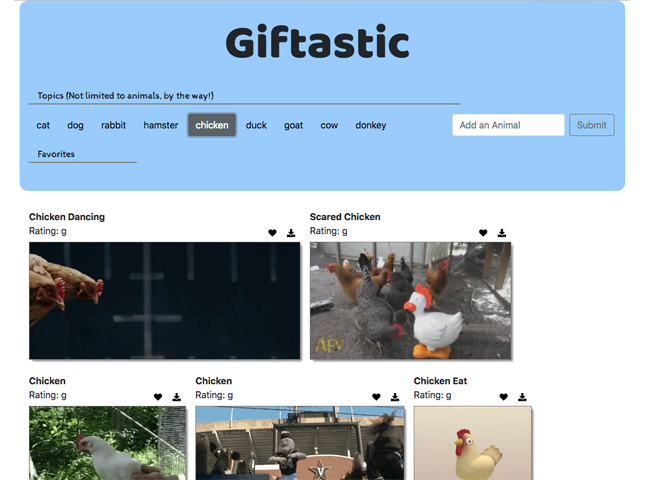 Giftastic
Topics (Not limited to animals, by the way!)
cat dog rabbit hamster chicken duck goat cow donkey Add an Animal Submit
Favorites
Chicken Dancing Scared Chicken
Rating: g Rating: g
AFV
Chicken Chicken Chicken Eat
Rating: g Rating: g Rating: g